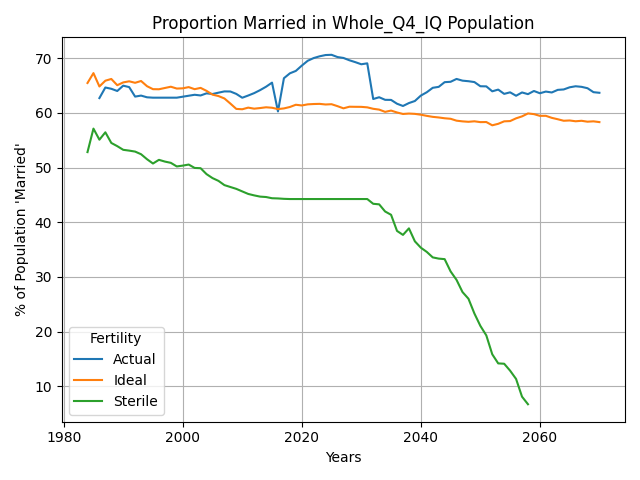 Proportion Married in Whole_Q4_IQ Population
% of Population 'Married'
70
60
50
40
30
20
10
Fertility
Actual
Ideal
Sterile
1980 2000 2020 2040 2060
Years